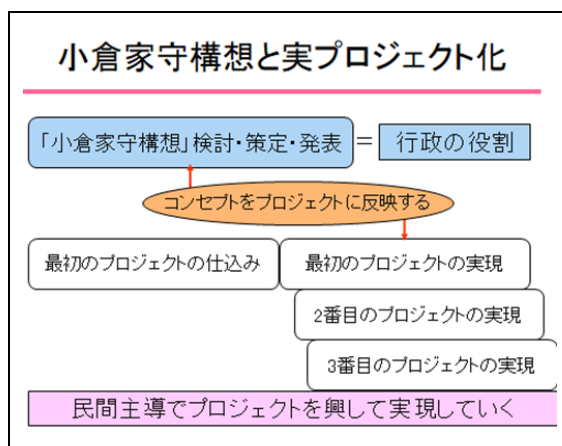 小倉家守構想と実プロジェクト化
「小倉家守構想」検討・策定・発表 = 行政の役割
コンセプトをプロジェクトに反映する
最初のプロジェクトの仕込み 最初のプロジェクトの実現
2番目のプロジェクトの実現
3番目のプロジェクトの実現
民間主導でプロジェクトを興して実現していく